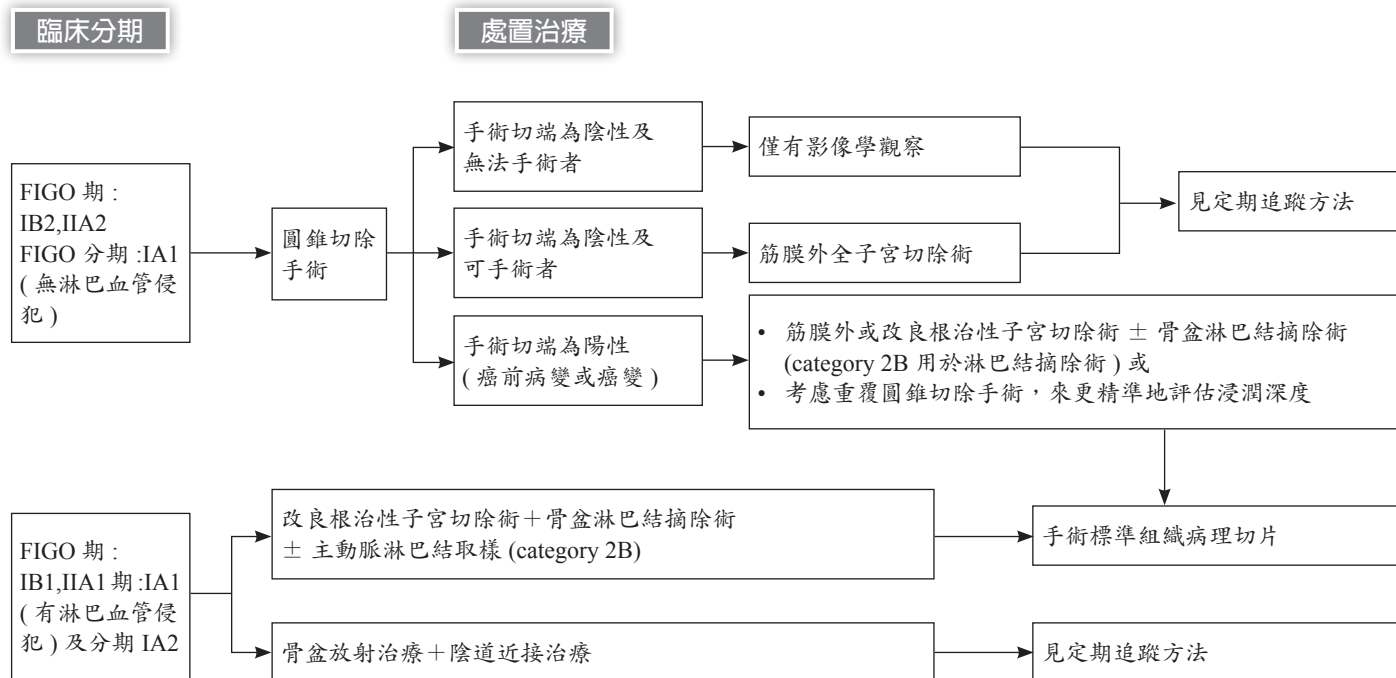 臨床分期
處置治療
FIGO 期 :
IB2,IIA2
FIGO 分期 :IA1
( 無淋巴血管侵
犯 )
圓錐切除
手術
手術切端為陰性及
無法手術者
僅有影像學觀察
手術切端為陰性及
可手術者
筋膜外全子宮切除術
見定期追蹤方法
手術切端為陽性
( 癌前病變或癌變 )
• 筋膜外或改良根治性子宮切除術 ± 骨盆淋巴結摘除術
(category 2B 用於淋巴結摘除術 ) 或
• 考慮重覆圓錐切除手術，來更精準地評估浸潤深度
FIGO 期 :
IB1,IIA1 期 :IA1
( 有淋巴血管侵
犯 ) 及分期 IA2
改良根治性子宮切除術＋骨盆淋巴結摘除術
± 主動脈淋巴結取樣 (category 2B)
手術標準組織病理切片
骨盆放射治療＋陰道近接治療
見定期追蹤方法